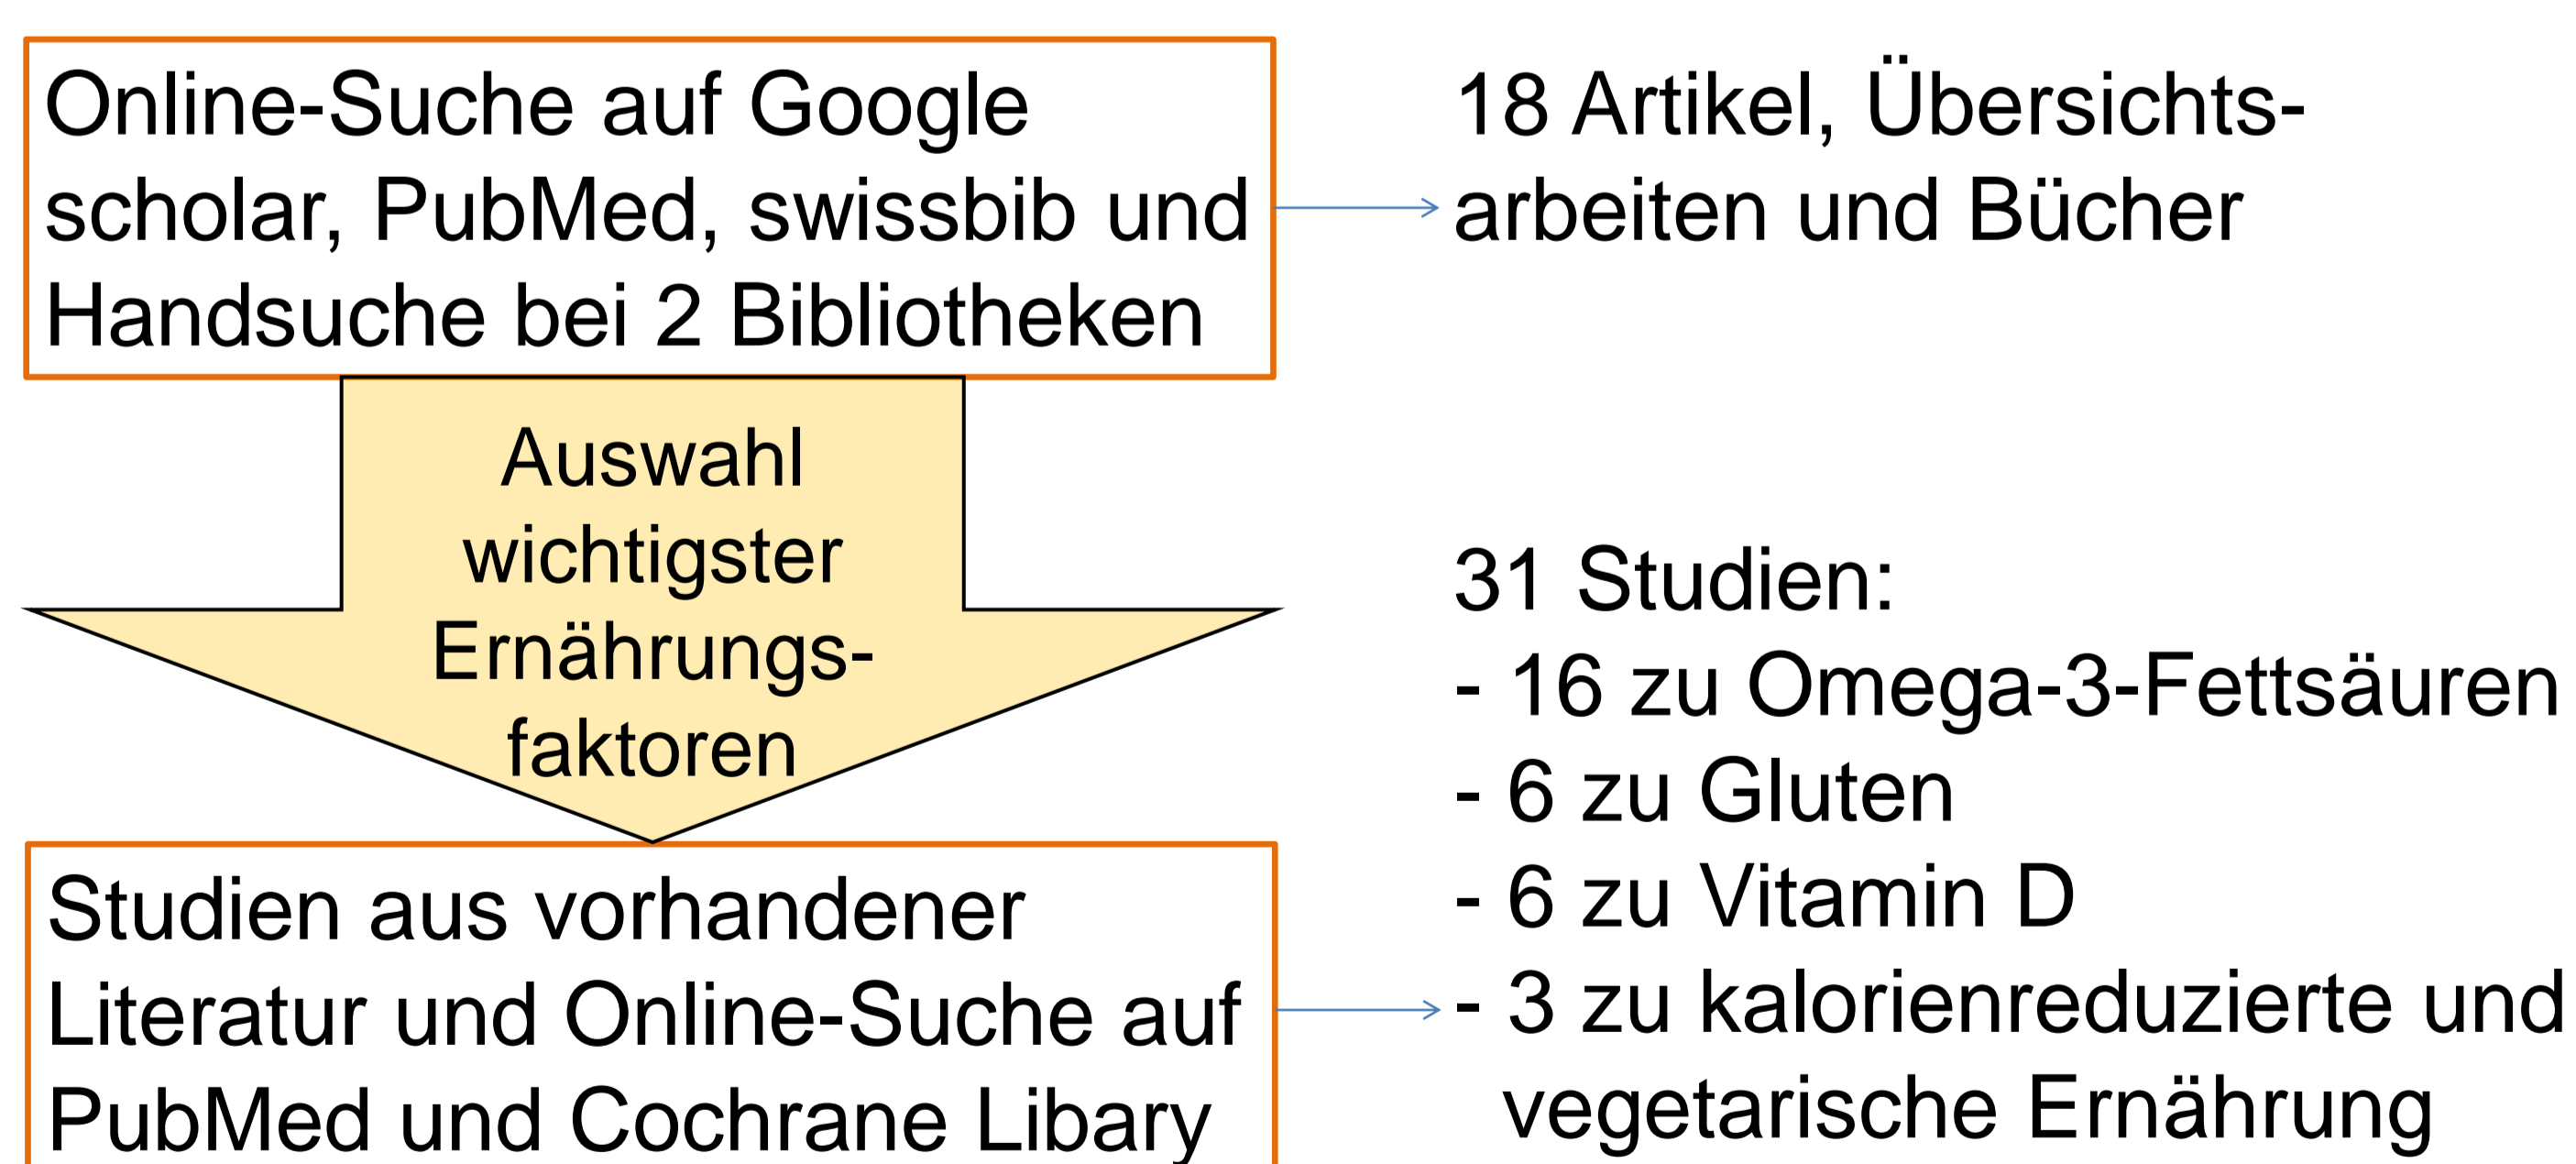 Online-Suche auf Google
scholar, PubMed, swissbib und
Handsuche bei 2 Bibliotheken
18 Artikel, Übersichts-
arbeiten und Bücher
Auswahl
wichtigster
Ernährungs-
faktoren
Studien aus vorhandener
Literatur und Online-Suche auf
PubMed und Cochrane Libary
31 Studien:
- 16 zu Omega-3-Fettsäuren
- 6 zu Gluten
- 6 zu Vitamin D
- 3 zu kalorienreduzierte und
vegetarische Ernährung